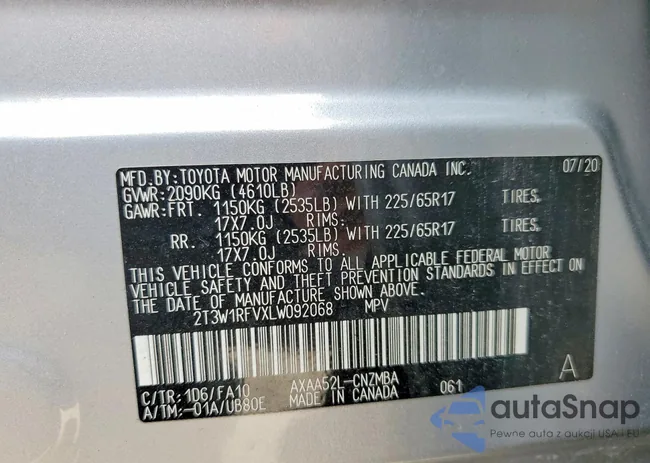 MFD.BY:TOYOTA MOTOR MANUFACTURING CANADA INC. 07/20
GVWR:2090KG (4610LB)
GAWR:FRT. 1150KG (2535LB) WITH 225/65R17 TIRES,
17X7.0J RIMS.
RR. 1150KG (2535LB) WITH 225/65R17 TIRES,
17X7.0J RIMS.
THIS VEHICLE CONFORMS TO ALL APPLICABLE FEDERAL MOTOR
VEHICLE SAFETY AND THEFT PREVENTION STANDARDS IN EFFECT ON
THE DATE OF MANUFACTURE SHOWN ABOVE.
2T3W1RFVXLW092068 MPV
C/TR:1D6/FA10 AXAA52L-CNZMBA 061 A
A/TM:-01A/UB80E MADE IN CANADA
autaSnap
Pewne auta z aukcji USA - EU